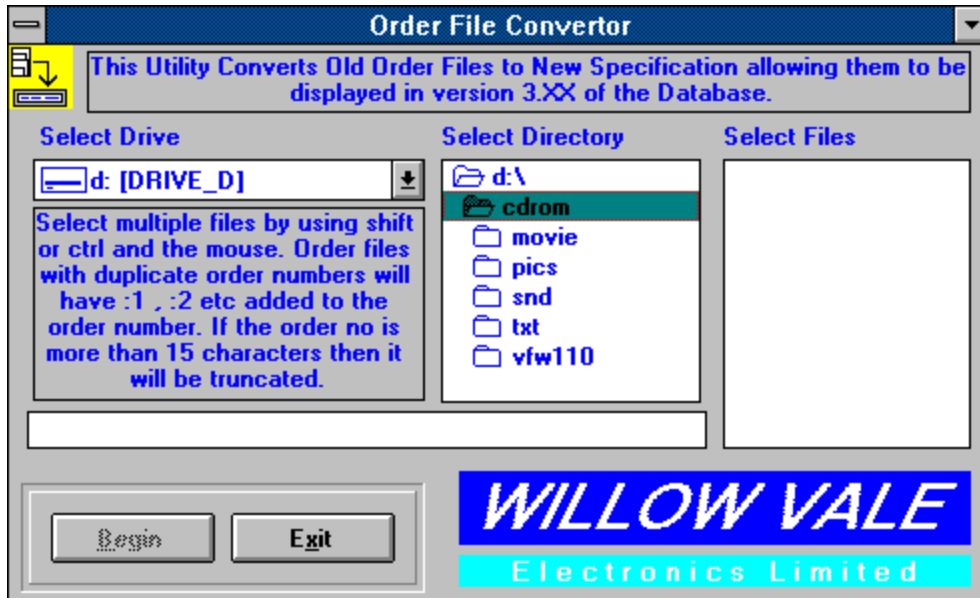 Order File Convertor
This Utility Converts Old Order Files to New Specification allowing them to be
displayed in version 3.XX of the Database.
Select Drive
d: [DRIVE_D]
Select multiple files by using shift
or ctrl and the mouse. Order files
with duplicate order numbers will
have :1 , :2 etc added to the
order number. If the order no is
more than 15 characters then it
will be truncated.
Select Directory
d:\
cdrom
movie
pics
snd
txt
vfw110
Select Files
Begin
Exit
WILLOW VALE
Electronics Limited